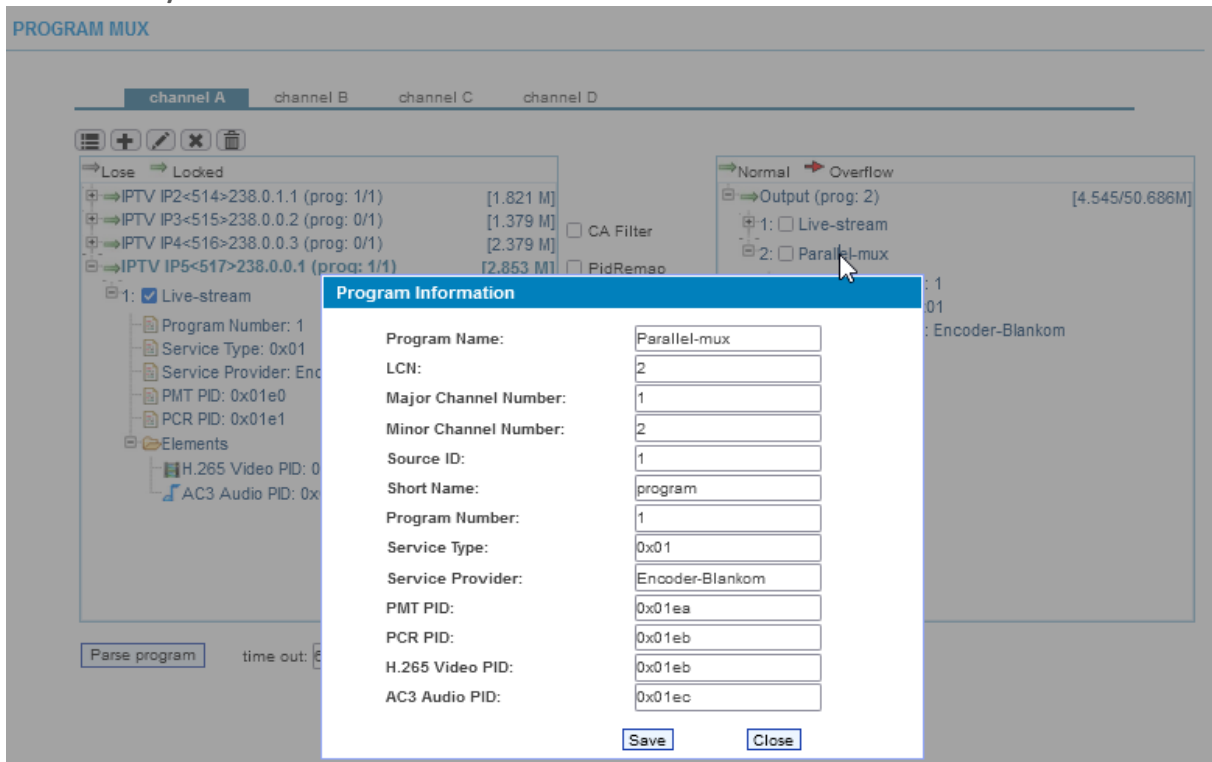 PROGRAM MUX
channel A channel B channel C channel D
Lose Locked
IPTV IP2<514>238.0.1.1 (prog: 1/1) [1.821 M]
IPTV IP3<515>238.0.0.2 (prog: 0/1) [1.379 M]
IPTV IP4<516>238.0.0.3 (prog: 0/1) [2.379 M]
IPTV IP5<517>238.0.0.1 (prog: 1/1) [2.853 M]
1: Live-stream
Program Number: 1
Service Type: 0x01
Service Provider: Enc
PMT PID: 0x01e0
PCR PID: 0x01e1
Elements
H.265 Video PID: 0
AC3 Audio PID: 0x
CA Filter
PidRemap
Normal Overflow
Output (prog: 2) [4.545/50.686M]
1: Live-stream
2: Parallel-mux
: 1
01
: Encoder-Blankom
Parse program time out:
Program Information
Program Name: Parallel-mux
LCN: 2
Major Channel Number: 1
Minor Channel Number: 2
Source ID: 1
Short Name: program
Program Number: 1
Service Type: 0x01
Service Provider: Encoder-Blankom
PMT PID: 0x01ea
PCR PID: 0x01eb
H.265 Video PID: 0x01eb
AC3 Audio PID: 0x01ec
Save Close